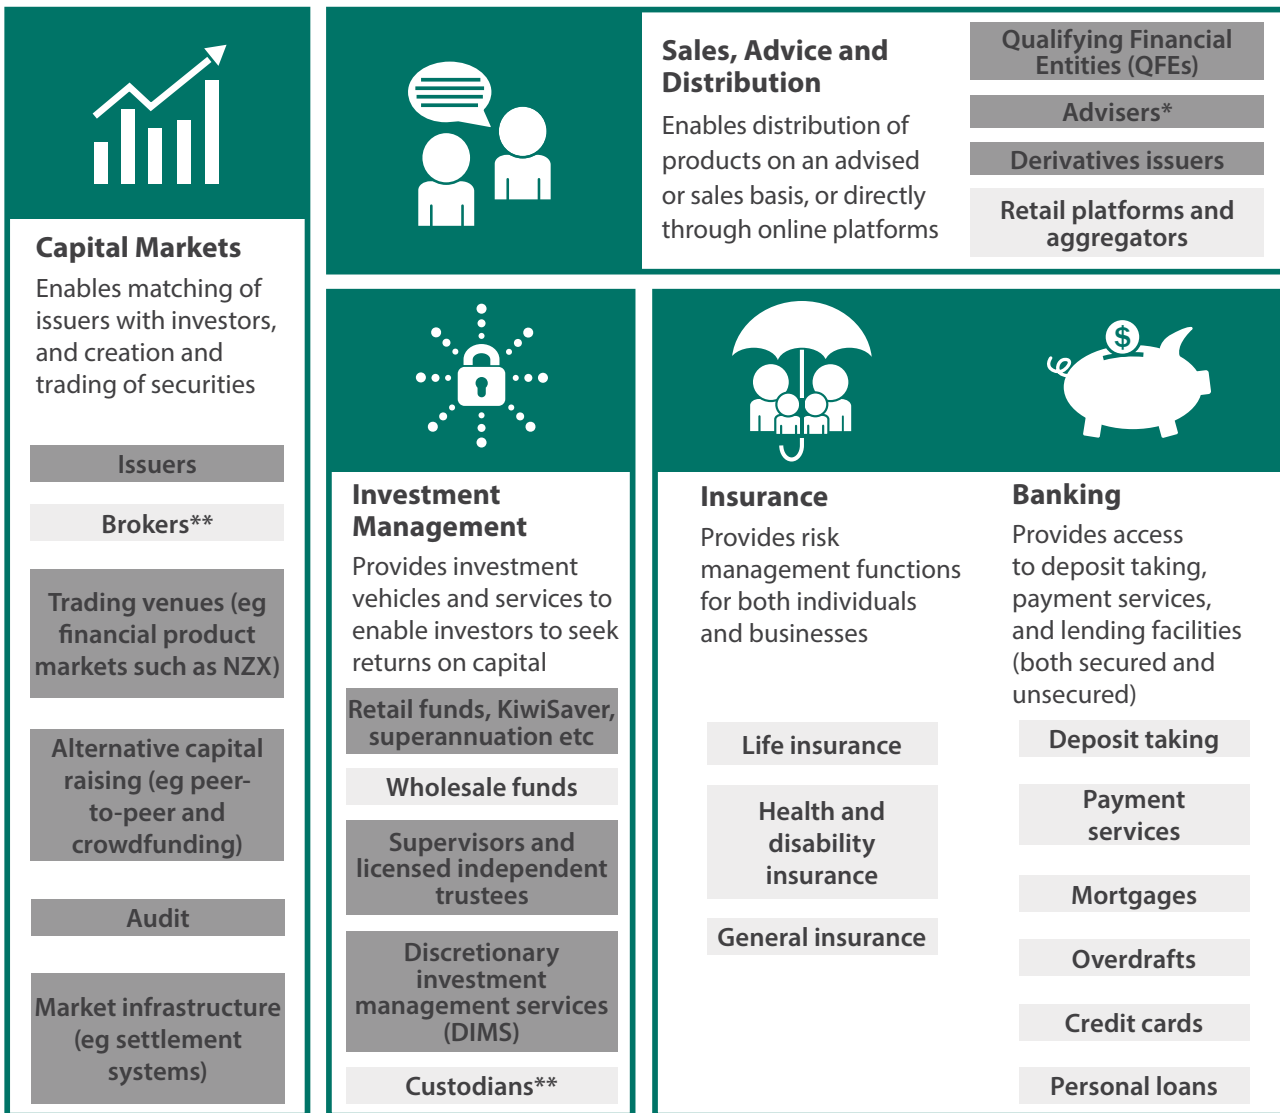 Capital Markets
Enables matching of
issuers with investors,
and creation and
trading of securities
Issuers
Brokers**
Trading venues (eg
financial product
markets such as NZX)
Alternative capital
raising (eg peer-
to-peer and
crowdfunding)
Audit
Market infrastructure
(eg settlement
systems)
Sales, Advice and
Distribution
Enables distribution of
products on an advised
or sales basis, or directly
through online platforms
Qualifying Financial
Entities (QFEs)
Advisers*
Derivatives issuers
Retail platforms and
aggregators
Investment
Management
Provides investment
vehicles and services to
enable investors to seek
returns on capital
Retail funds, KiwiSaver,
superannuation etc
Wholesale funds
Supervisors and
licensed independent
trustees
Discretionary
investment
management services
(DIMS)
Custodians**
Insurance
Provides risk
management functions
for both individuals
and businesses
Life insurance
Health and
disability
insurance
General insurance
$
Banking
Provides access
to deposit taking,
payment services,
and lending facilities
(both secured and
unsecured)
Deposit taking
Payment
services
Mortgages
Overdrafts
Credit cards
Personal loans